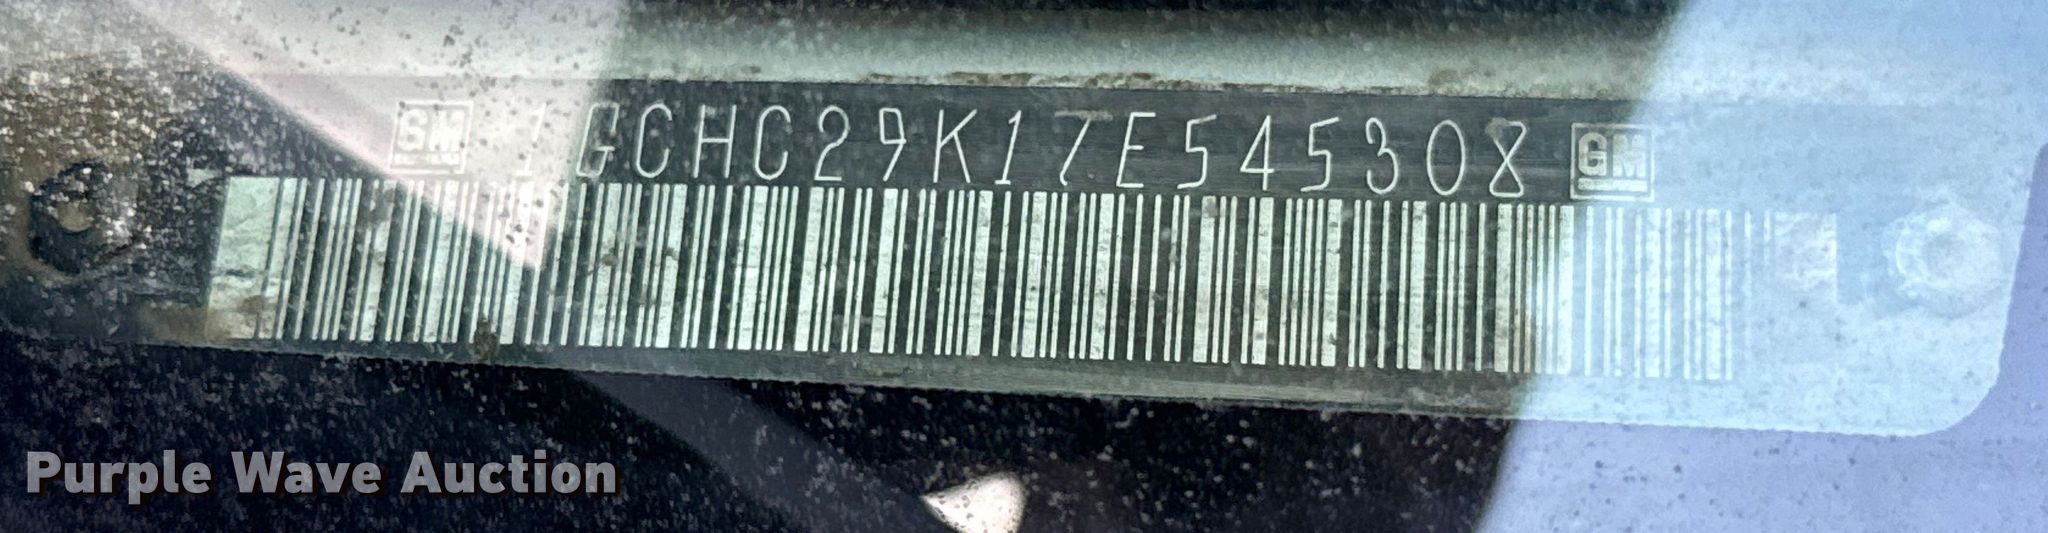 GM 1GCHC29K17E545308 GM
Purple Wave Auction